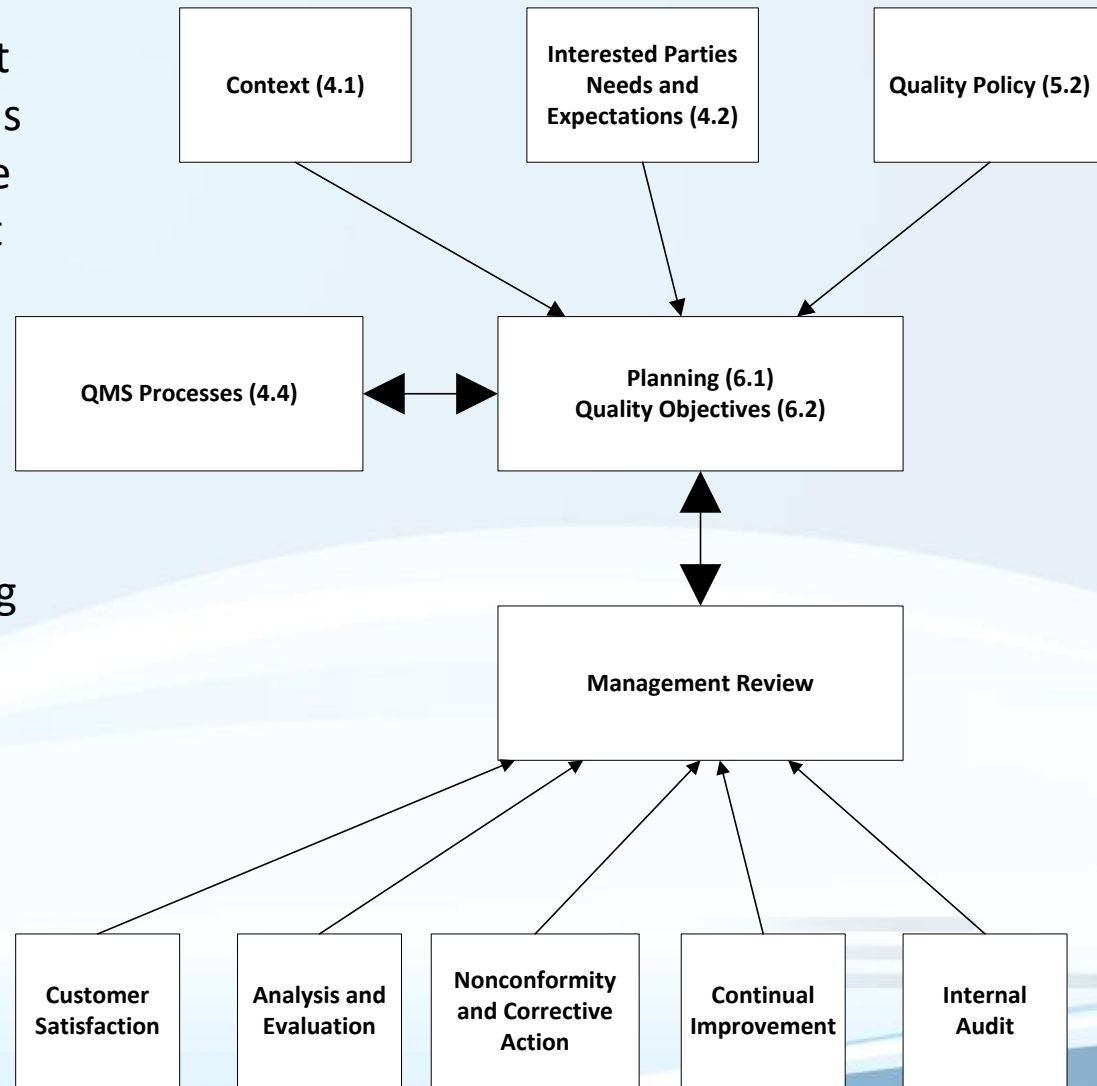 t
s
e
t
g
Context (4.1)
Interested Parties
Needs and
Expectations (4.2)
Quality Policy (5.2)
QMS Processes (4.4)
Planning (6.1)
Quality Objectives (6.2)
Management Review
Customer
Satisfaction
Analysis and
Evaluation
Nonconformity
and Corrective
Action
Continual
Improvement
Internal
Audit